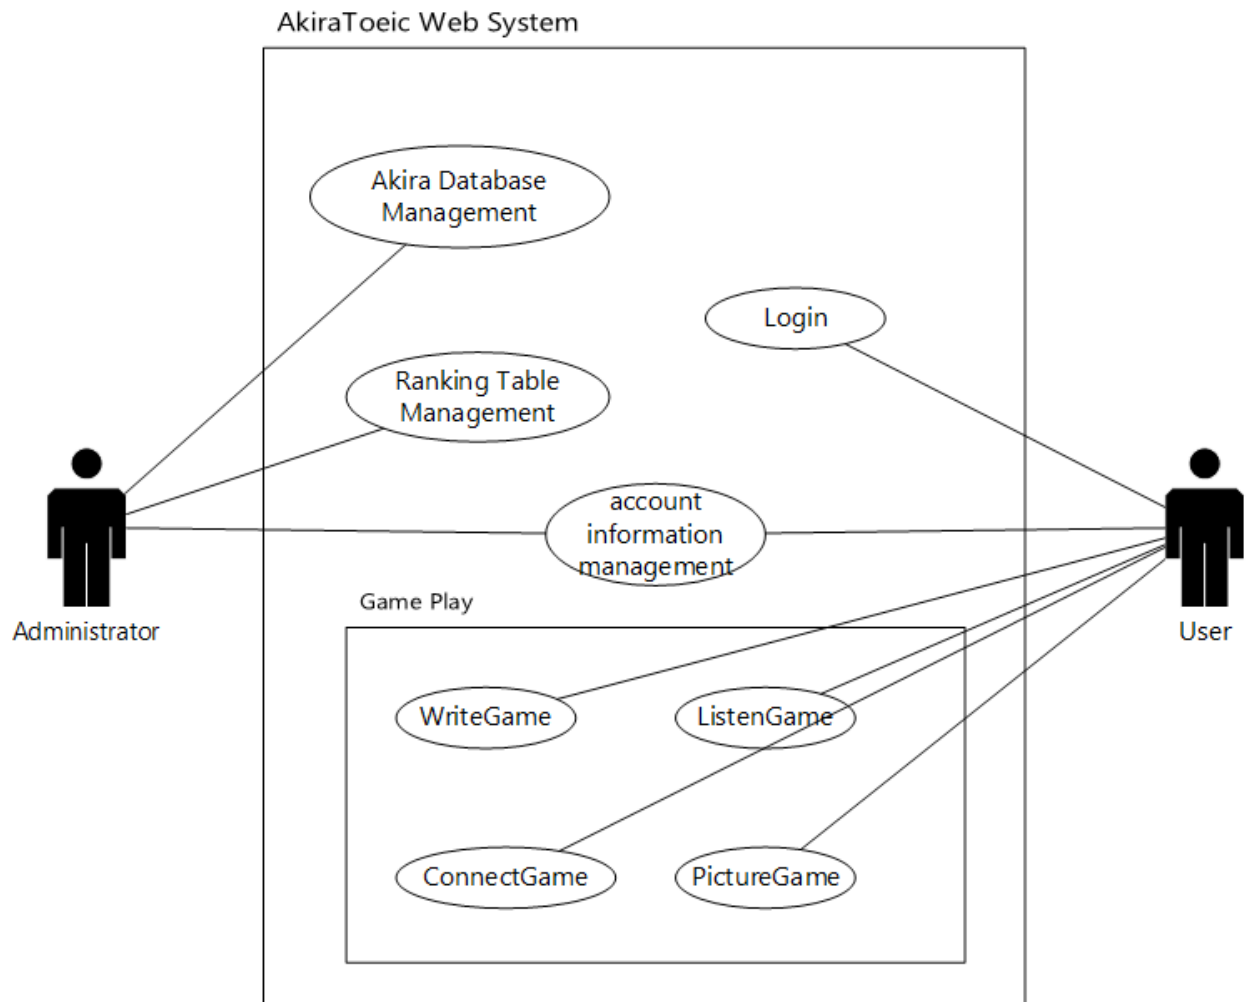 AkiraToeic Web System
Akira Database
Management
Login
Ranking Table
Management
account
information
management
Administrator
User
Game Play
WriteGame
ListenGame
ConnectGame
PictureGame